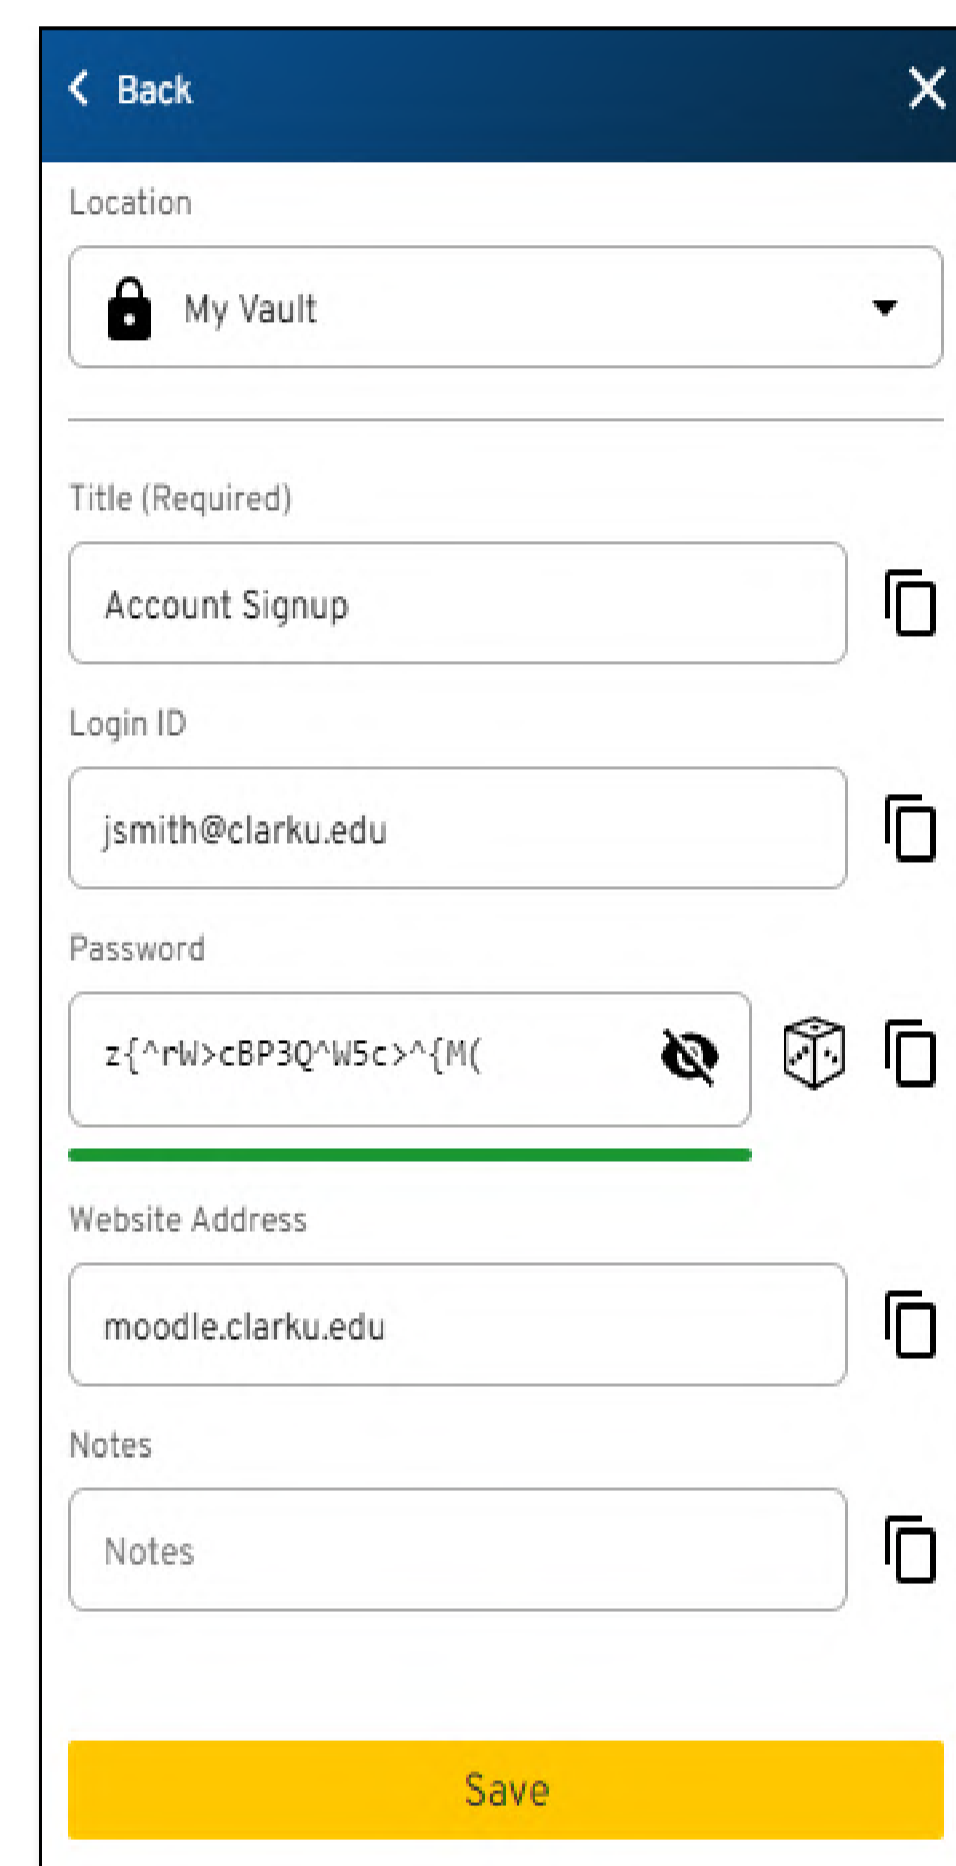 Back
Location
My Vault
Title (Required)
Account Signup
Login ID
jsmith@clarku.edu
Password
z{^rW>cBP3Q^W5c>^{M(
Website Address
moodle.clarku.edu
Notes
Notes
Save